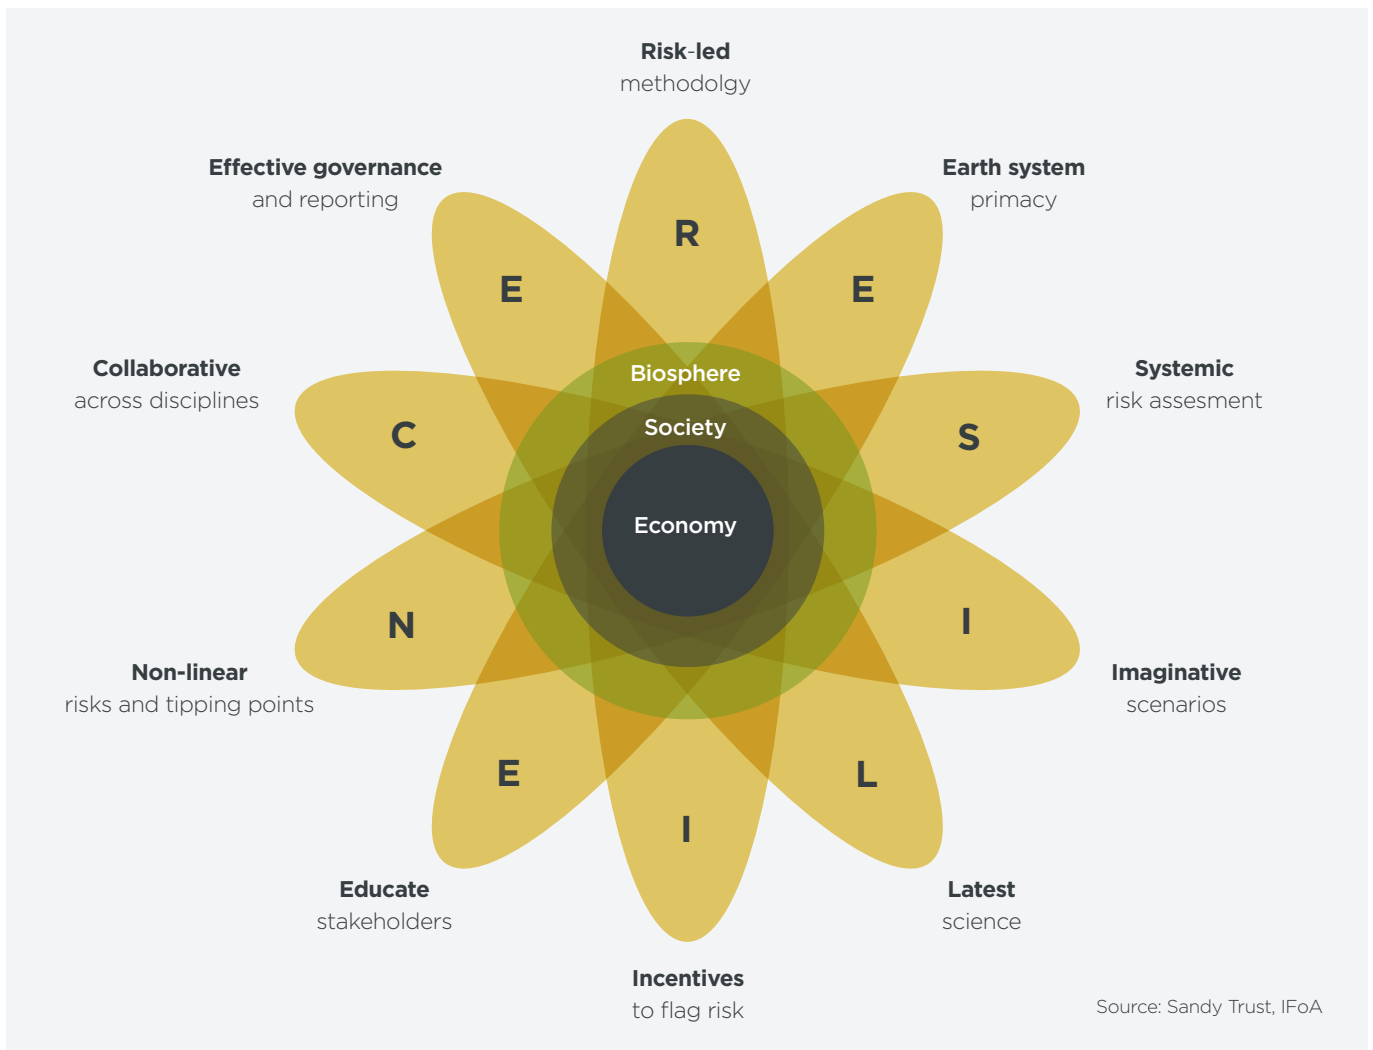 Risk-led
methodolgy
R
Earth system
primacy
E
Systemic
risk assesment
S
Imaginative
scenarios
I
Latest
science
L
Incentives
to flag risk
I
Educate
stakeholders
E
Non-linear
risks and tipping points
N
Collaborative
across disciplines
C
Effective governance
and reporting
E
Biosphere
Society
Economy
Source: Sandy Trust, IFoA